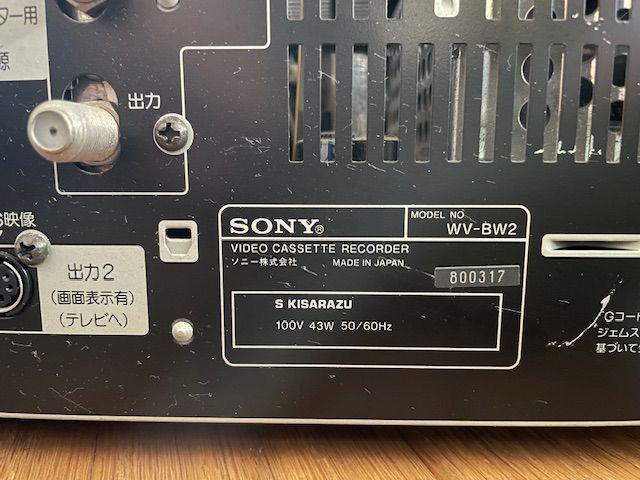 ター用
源
出力
S映像
出力2
(画面表示有)
(テレビへ)
SONY®
MODEL NO
WV-BW2
VIDEO CASSETTE RECORDER
ソニー株式会社 MADE IN JAPAN
800317
S KISARAZU
100V 43W 50/60Hz
Gコート
ジェムス
基づいて